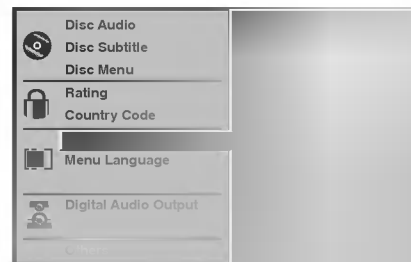 Disc Audio
Disc Subtitle
Disc Menu
Rating
Country Code
Menu Language
Digital Audio Output